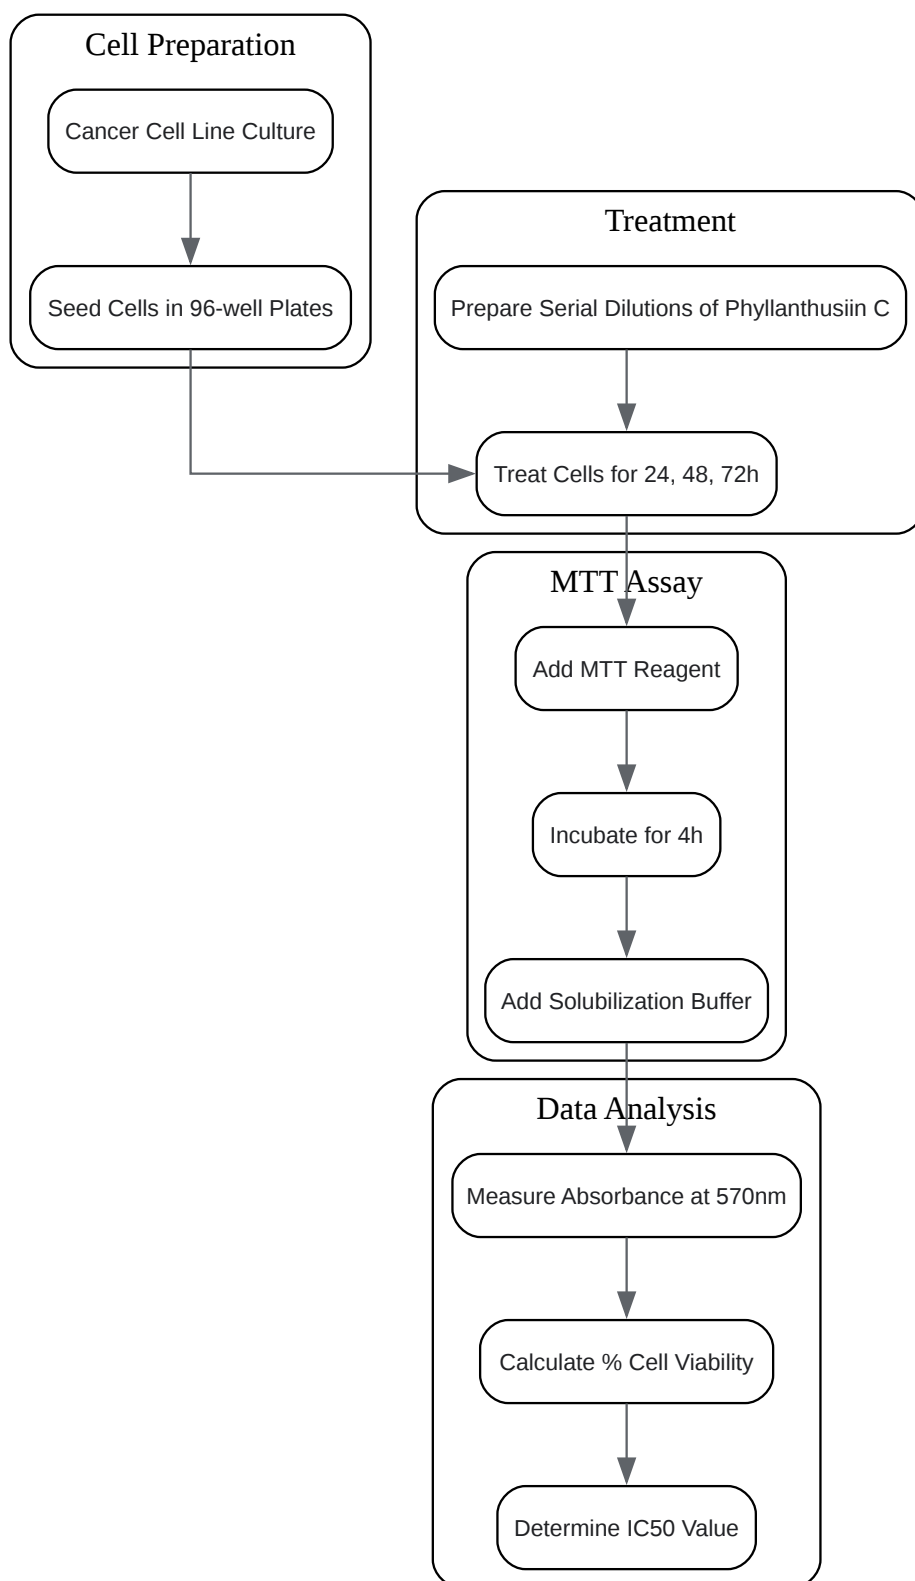 Cell Preparation
Cancer Cell Line Culture
Seed Cells in 96-well Plates
Treatment
Prepare Serial Dilutions of Phyllanthusiin C
Treat Cells for 24, 48, 72h
MTT Assay
Add MTT Reagent
Incubate for 4h
Add Solubilization Buffer
Data Analysis
Measure Absorbance at 570nm
Calculate % Cell Viability
Determine IC50 Value